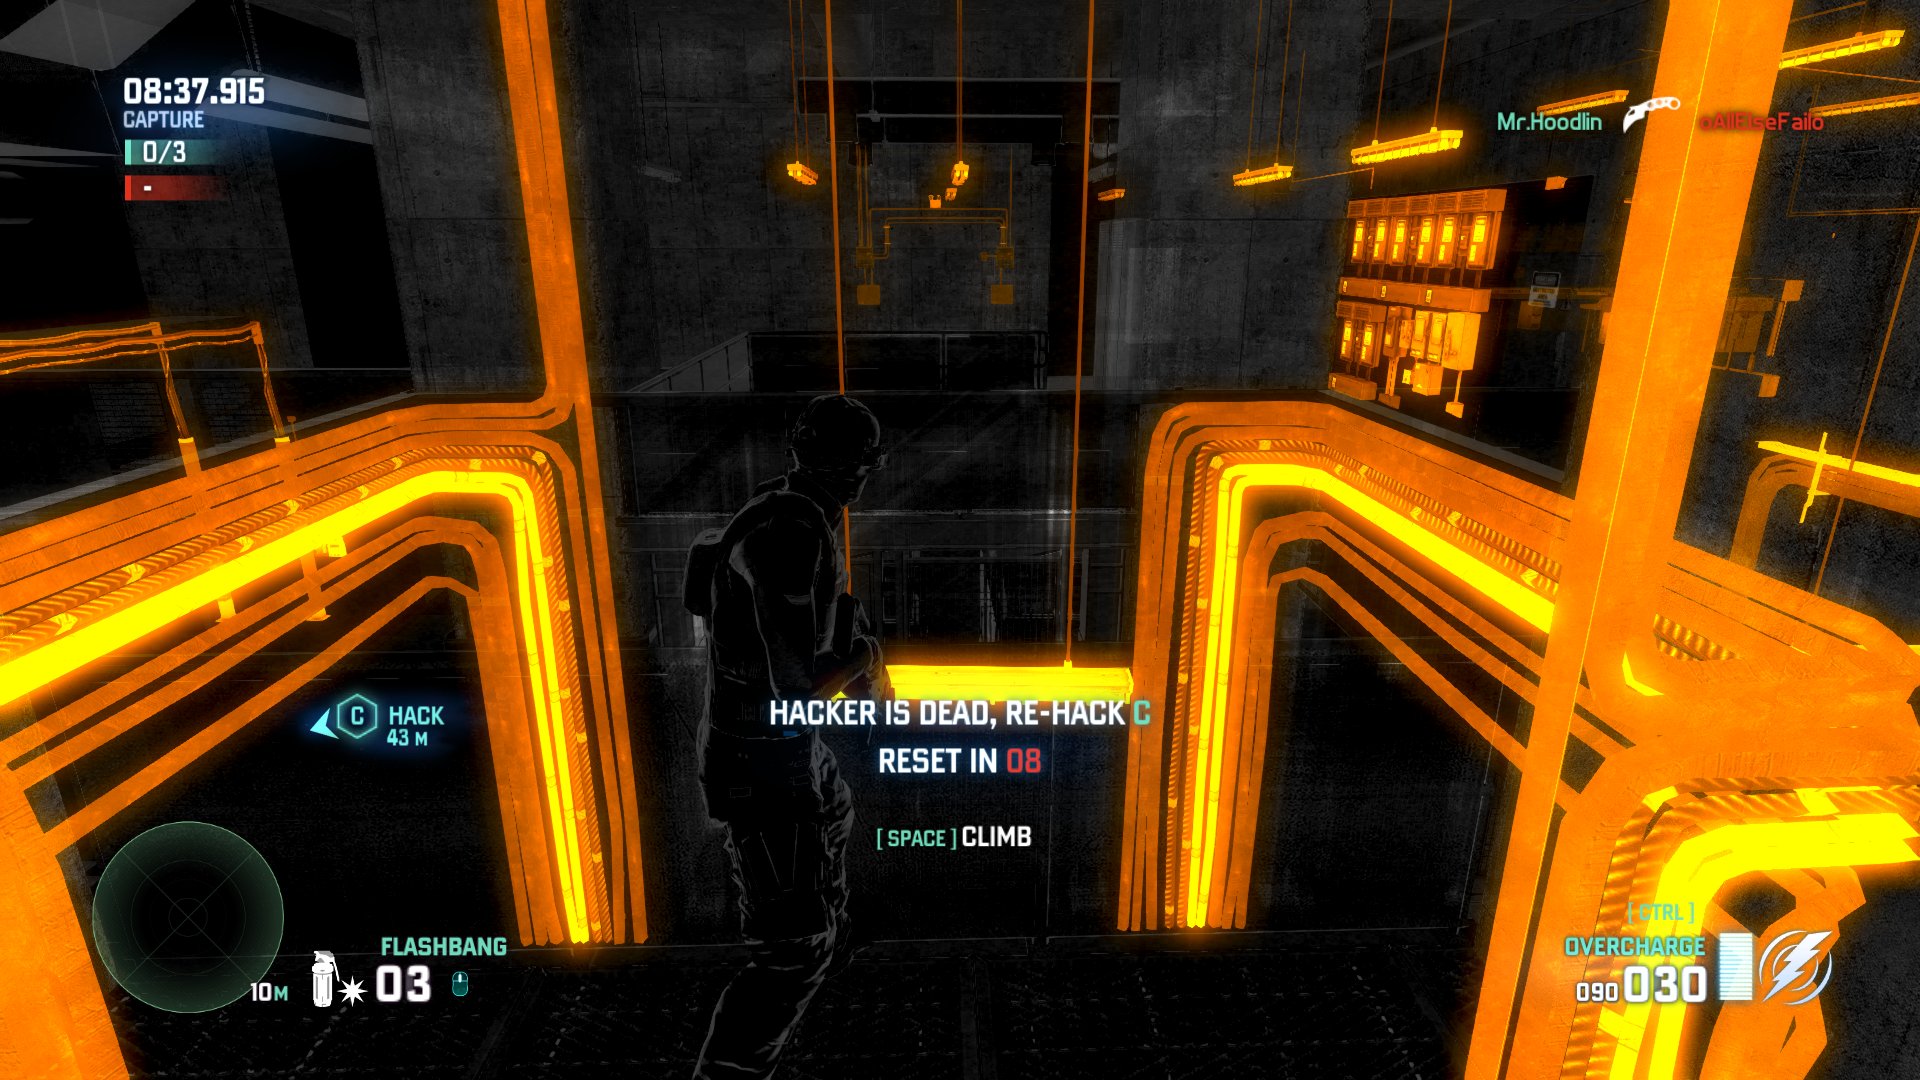 08:37.915
CAPTURE
0/3
-
Mr.Hoodlin
oAllElseFailo
C HACK
43 M
HACKER IS DEAD, RE-HACK C
RESET IN 08
[ SPACE ] CLIMB
10M
FLASHBANG
03
[ CTRL ]
OVERCHARGE
090 030